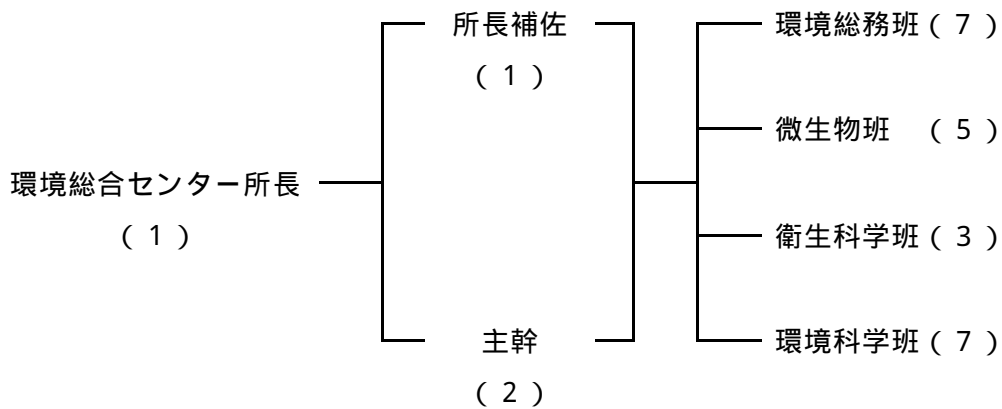 環境総合センター所長
( 1 )
所長補佐
( 1 )
主幹
( 2 )
環境総務班 ( 7 )
微生物班 ( 5 )
衛生科学班 ( 3 )
環境科学班 ( 7 )